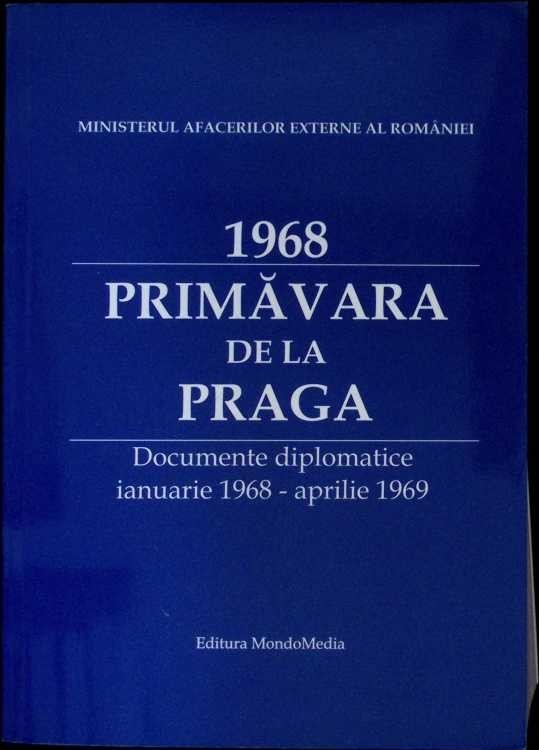 MINISTERUL AFACERILOR EXTERNE AL ROMÂNIEI
1968
PRIMĂVARA
DE LA
PRAGA
Documente diplomatice
ianuarie 1968 - aprilie 1969
Editura MondoMedia